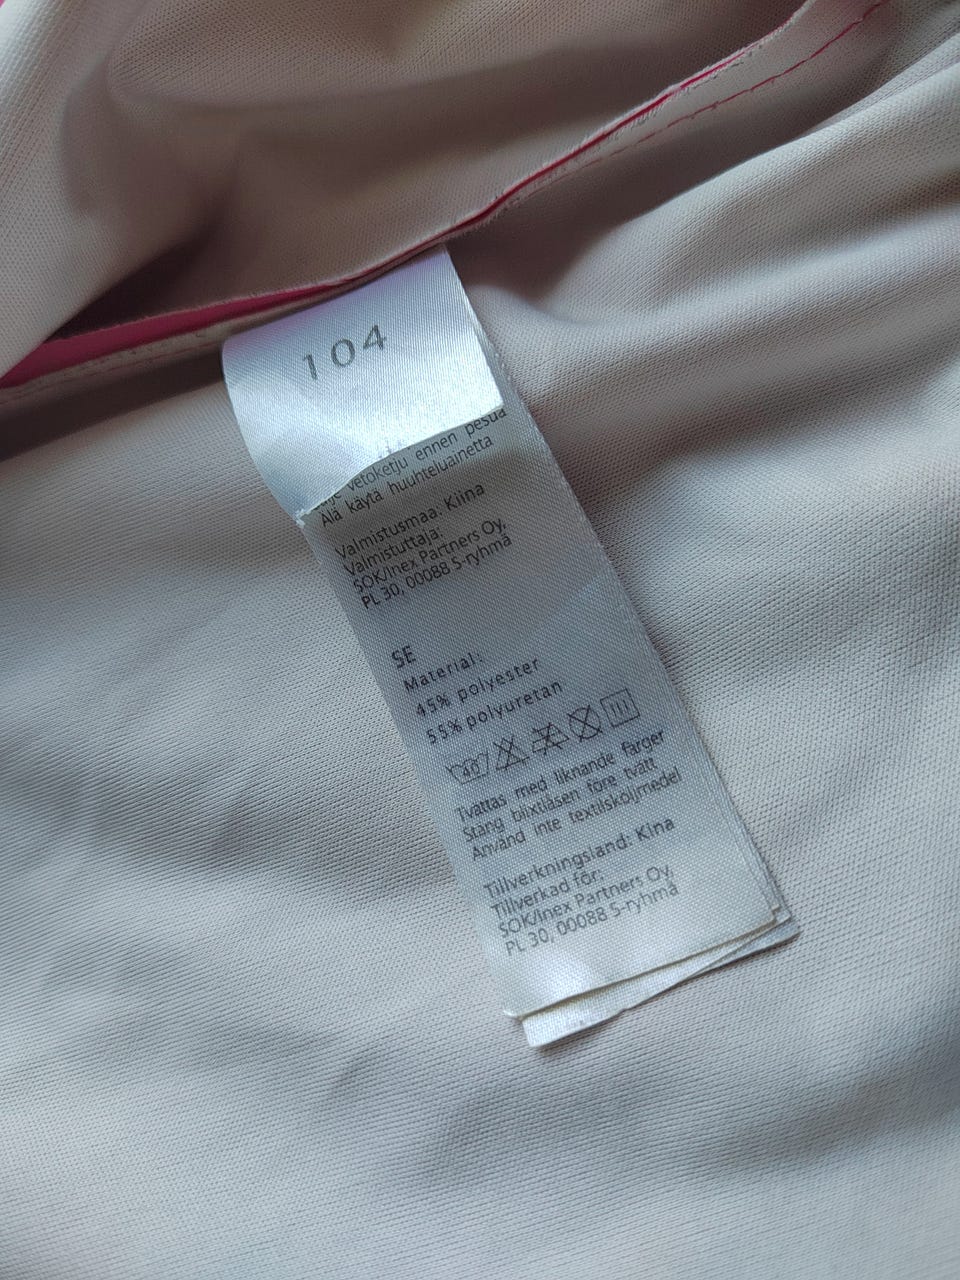 104
vetoketju ennen pesua
Älä käytä huuhteluainetta
Valmistusmaa: Kiina
Valmistuttaja:
SOK/Inex Partners Oy,
PL 30, 00088 S-ryhmä
SE
Material:
45% polyester
55% polyuretan
40
Tvättas med liknande färger
Stäng blixtlåsen före tvätt
Använd inte textilsköljmedel
Tillverkningsland: Kina
Tillverkad för:
SOK/Inex Partners Oy,
PL 30, 00088 S-ryhmä